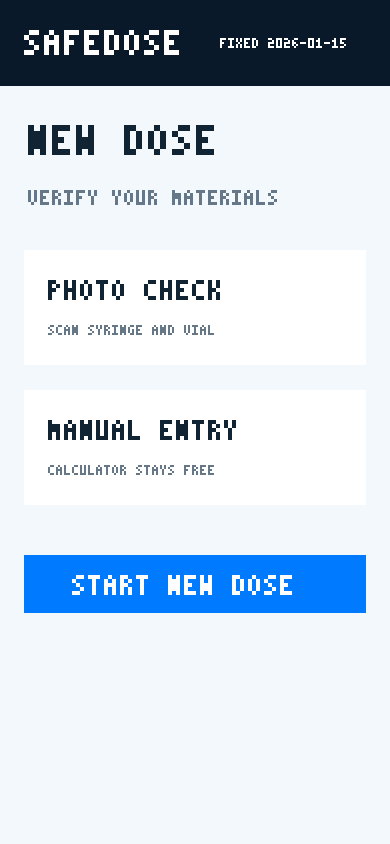 SAFEDOSE
FIXED 2026-01-15
NEW DOSE
VERIFY YOUR MATERIALS
PHOTO CHECK
SCAN SYRINGE AND VIAL
MANUAL ENTRY
CALCULATOR STAYS FREE
START NEW DOSE